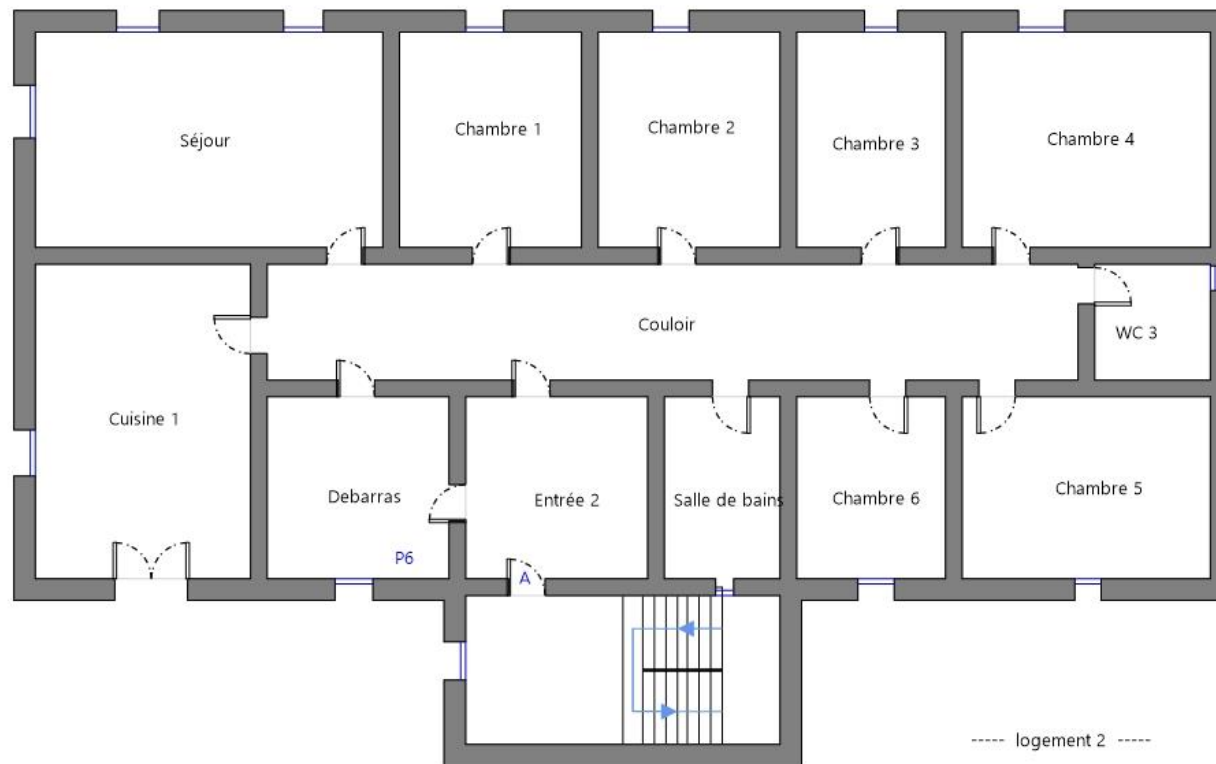 Séjour
Chambre 1
Chambre 2
Chambre 3
Chambre 4
Couloir
WC 3
Cuisine 1
Debarras
Entrée 2
Salle de bains
Chambre 6
Chambre 5
P6
A
----- logement 2 -----